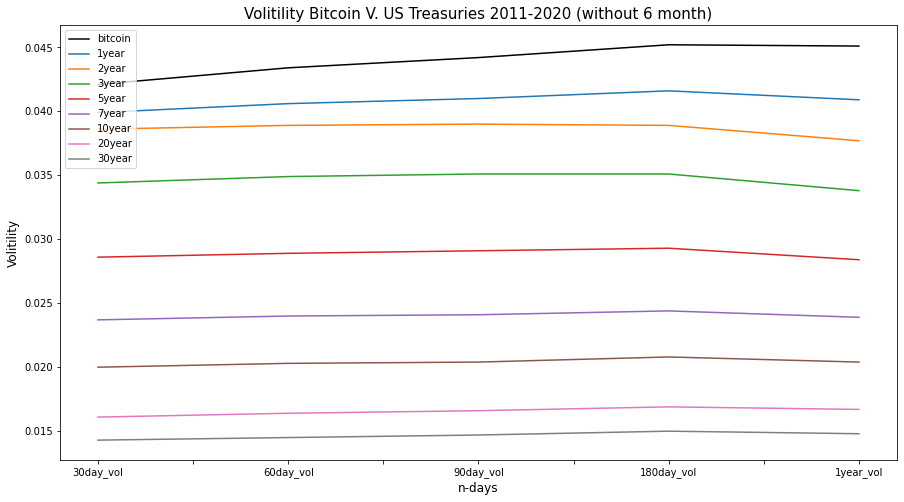 Volitility Bitcoin V. US Treasuries 2011-2020 (without 6 month)
bitcoin
1year
2year
3year
5year
7year
10year
20year
30year
Volitility
0.045
0.040
0.035
0.030
0.025
0.020
0.015
30day_vol 60day_vol 90day_vol 180day_vol 1year_vol
n-days